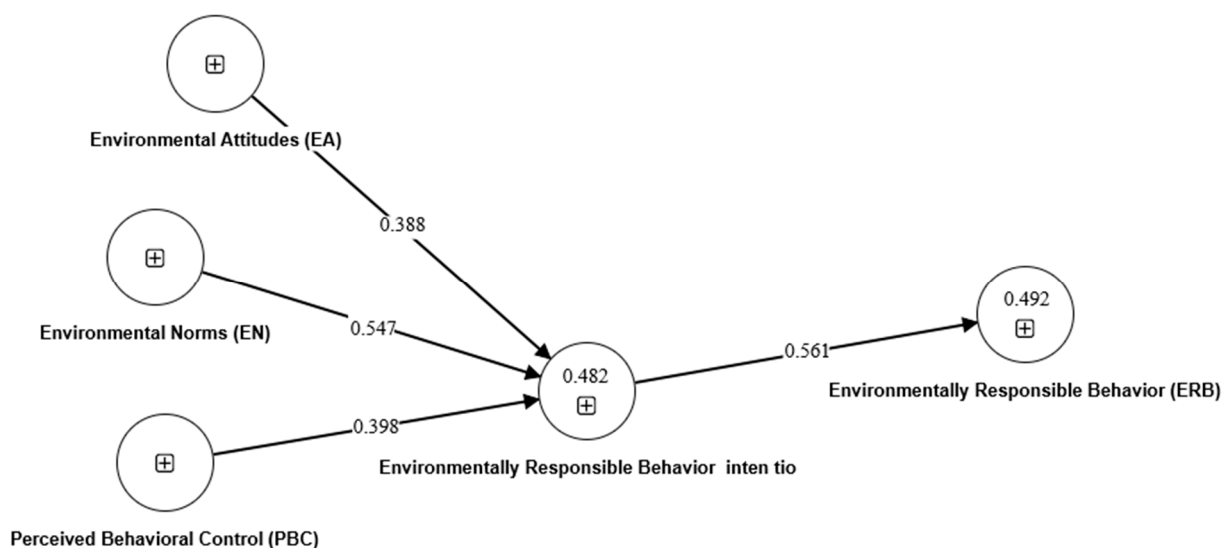 Environmental Attitudes (EA)
0.388
Environmental Norms (EN)
0.547
0.492
0.561
0.482
Environmentally Responsible Behavior (ERB)
0.398
Environmentally Responsible Behavior inten tio
Perceived Behavioral Control (PBC)